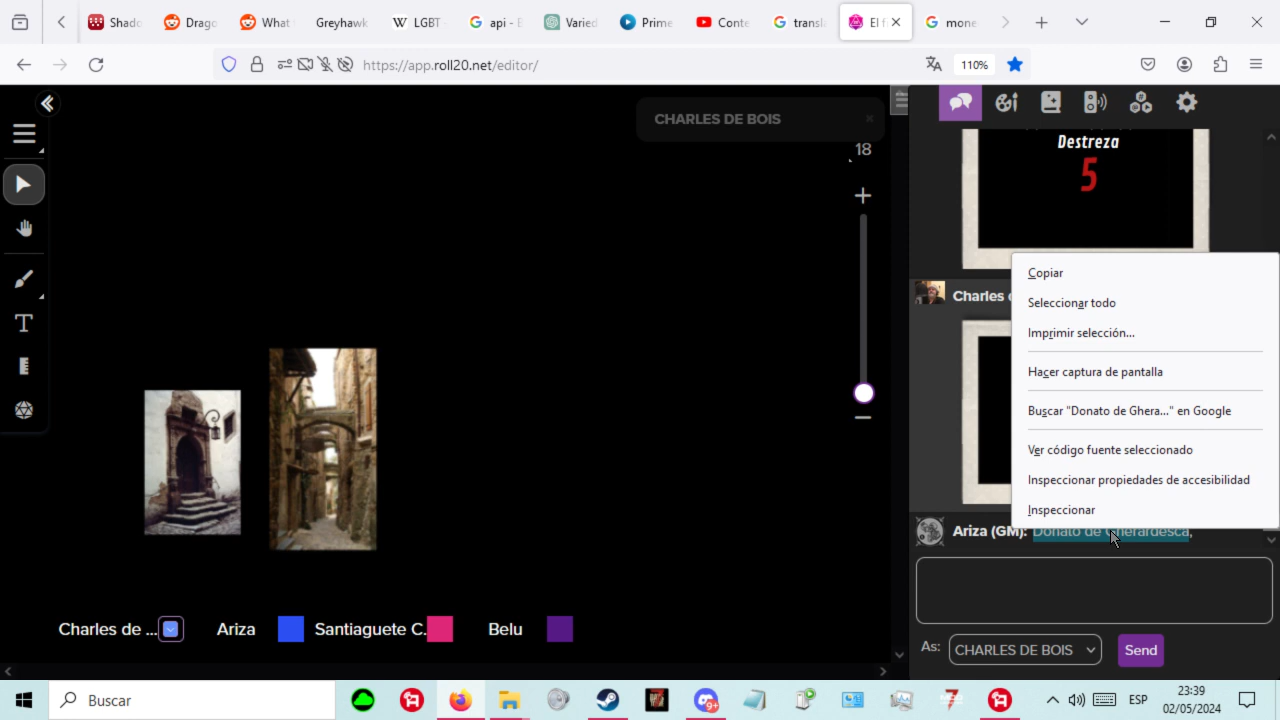 Shado
Drago
What
Greyhawk
LGBT
api - E
Varied
Prime
Conte
transla
El f
mone
https://app.roll20.net/editor/
110%
CHARLES DE BOIS
18
Destreza
5
Charles
Copiar
Seleccionar todo
Imprimir selección...
Hacer captura de pantalla
Buscar "Donato de Ghera..." en Google
Ver código fuente seleccionado
Inspeccionar propiedades de accesibilidad
Inspeccionar
Ariza (GM): Donato de Gherardesca,
Charles de ...
Ariza
Santiaguete C.
Belu
As:
CHARLES DE BOIS
Send
Buscar
9+
ESP
23:39
02/05/2024